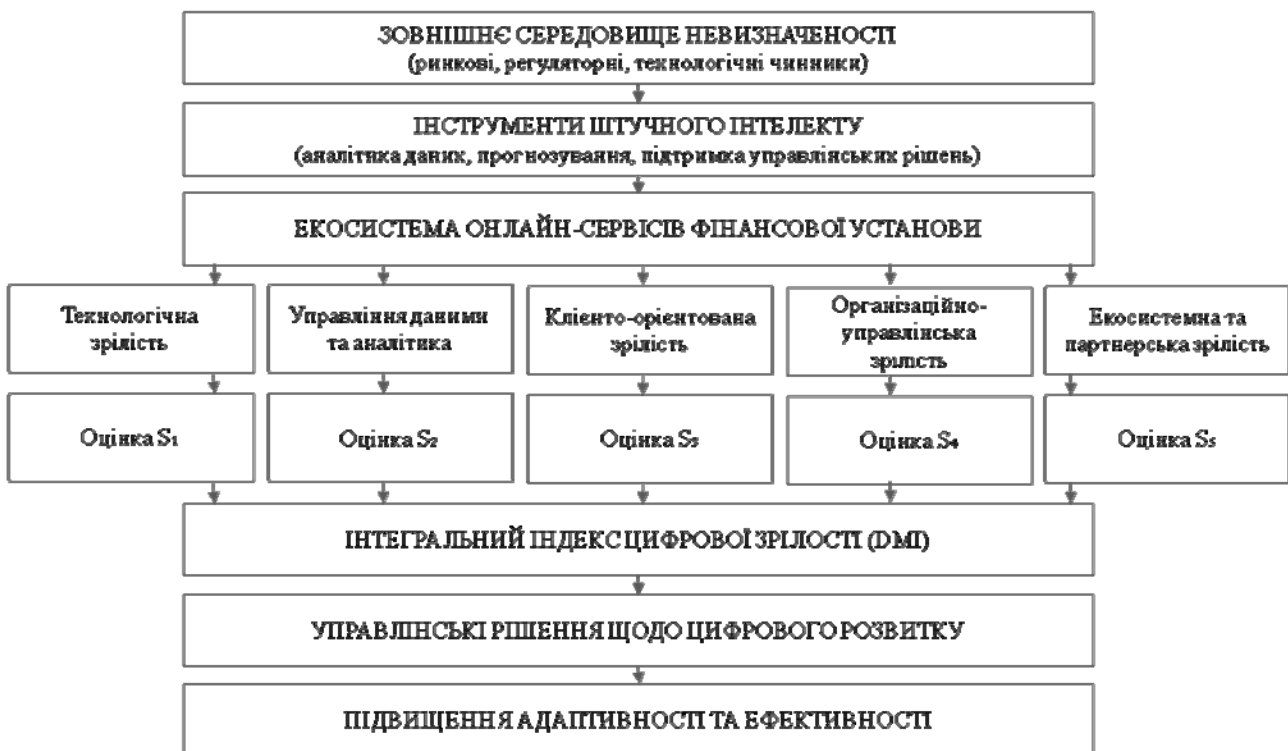 ЗОВНІШНЄ СЕРЕДОВИЩЕ НЕВИЗНАЧЕНОСТІ
(ринкові, регуляторні, технологічні чинники)
ІНСТРУМЕНТИ ШТУЧНОГО ІНТЕЛЕКТУ
(аналітика даних, прогнозування, підтримка управлінських рішень)
ЕКОСИСТЕМА ОНЛАЙН-СЕРВІСІВ ФІНАНСОВОЇ УСТАНОВИ
Технологічна
зрілість
Управління даними
та аналітика
Клієнто-орієнтована
зрілість
Організаційно-
управлінська
зрілість
Екосистемна та
партнерська зрілість
Оцінка S₁
Оцінка S₂
Оцінка S₃
Оцінка S₄
Оцінка S₅
ІНТЕГРАЛЬНИЙ ІНДЕКС ЦИФРОВОЇ ЗРІЛОСТІ (DMI)
УПРАВЛІНСЬКІ РІШЕННЯ ЩОДО ЦИФРОВОГО РОЗВИТКУ
ПІДВИЩЕННЯ АДАПТИВНОСТІ ТА ЕФЕКТИВНОСТІ